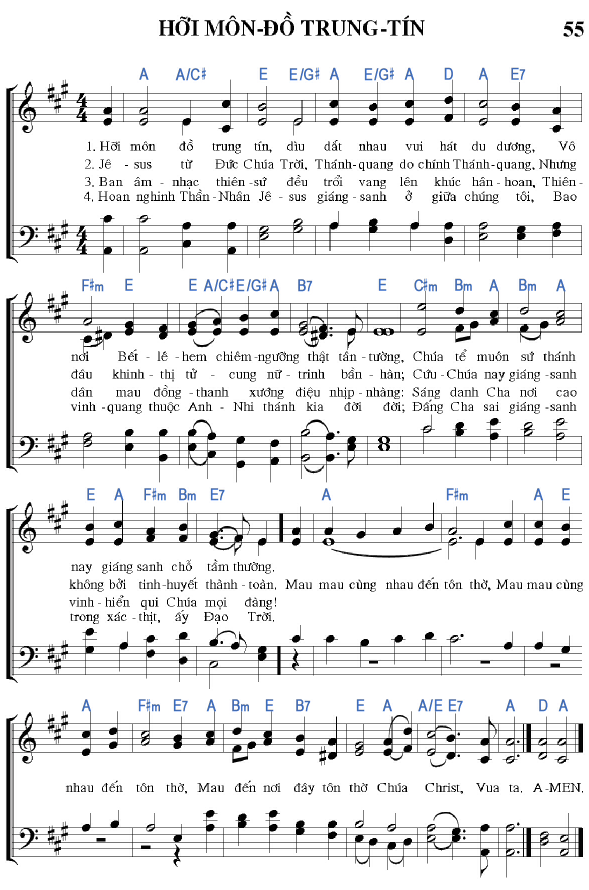 HỠI MÔN-ĐỒ TRUNG-TÍN 55
A A/C# E E/G# A E/G# A D A E7
1. Hỡi môn đồ trung tín, dìu dắt nhau vui hát du dương, Vô
2. Jê-sus từ Đức Chúa Trời, Thánh-quang do chính Thánh-quang, Nhưng
3. Ban âm-nhạc thiên-sứ đều trổi vang lên khúc hân-hoan, Thiên-
4. Hoan nghinh Thần-Nhân Jê-sus giáng-sanh ở giữa chúng tôi, Bao
F#m E E A/C# E/G# A B7 E C#m Bm A Bm A
nơi Bết-lê-hem chiêm-ngưỡng thật tấn-tường, Chúa tể muôn sứ thánh
đâu khinh-thị tử-cung nữ-trinh bần-hàn; Cứu-Chúa nay giáng-sanh
dân mau đồng-thanh xướng điệu nhịp-nhàng: Sáng danh Cha nơi cao
vinh-quang thuộc Anh-Nhi thánh kia đời đời; Đấng Cha sai giáng-sanh
E A F#m Bm E7 A F#m A E
nay giáng sanh chỗ tầm thường.
không bởi tinh-huyết thành-toàn, Mau mau cùng nhau đến tôn thờ, Mau mau cùng
vinh-hiển qui Chúa mọi đàng!
trong xác-thịt, ấy Đạo Trời.
A F#m E7 A Bm E B7 E A A/E E7 A D A
nhau đến tôn thờ, Mau đến nơi đây tôn thờ Chúa Christ, Vua ta. A-MEN.